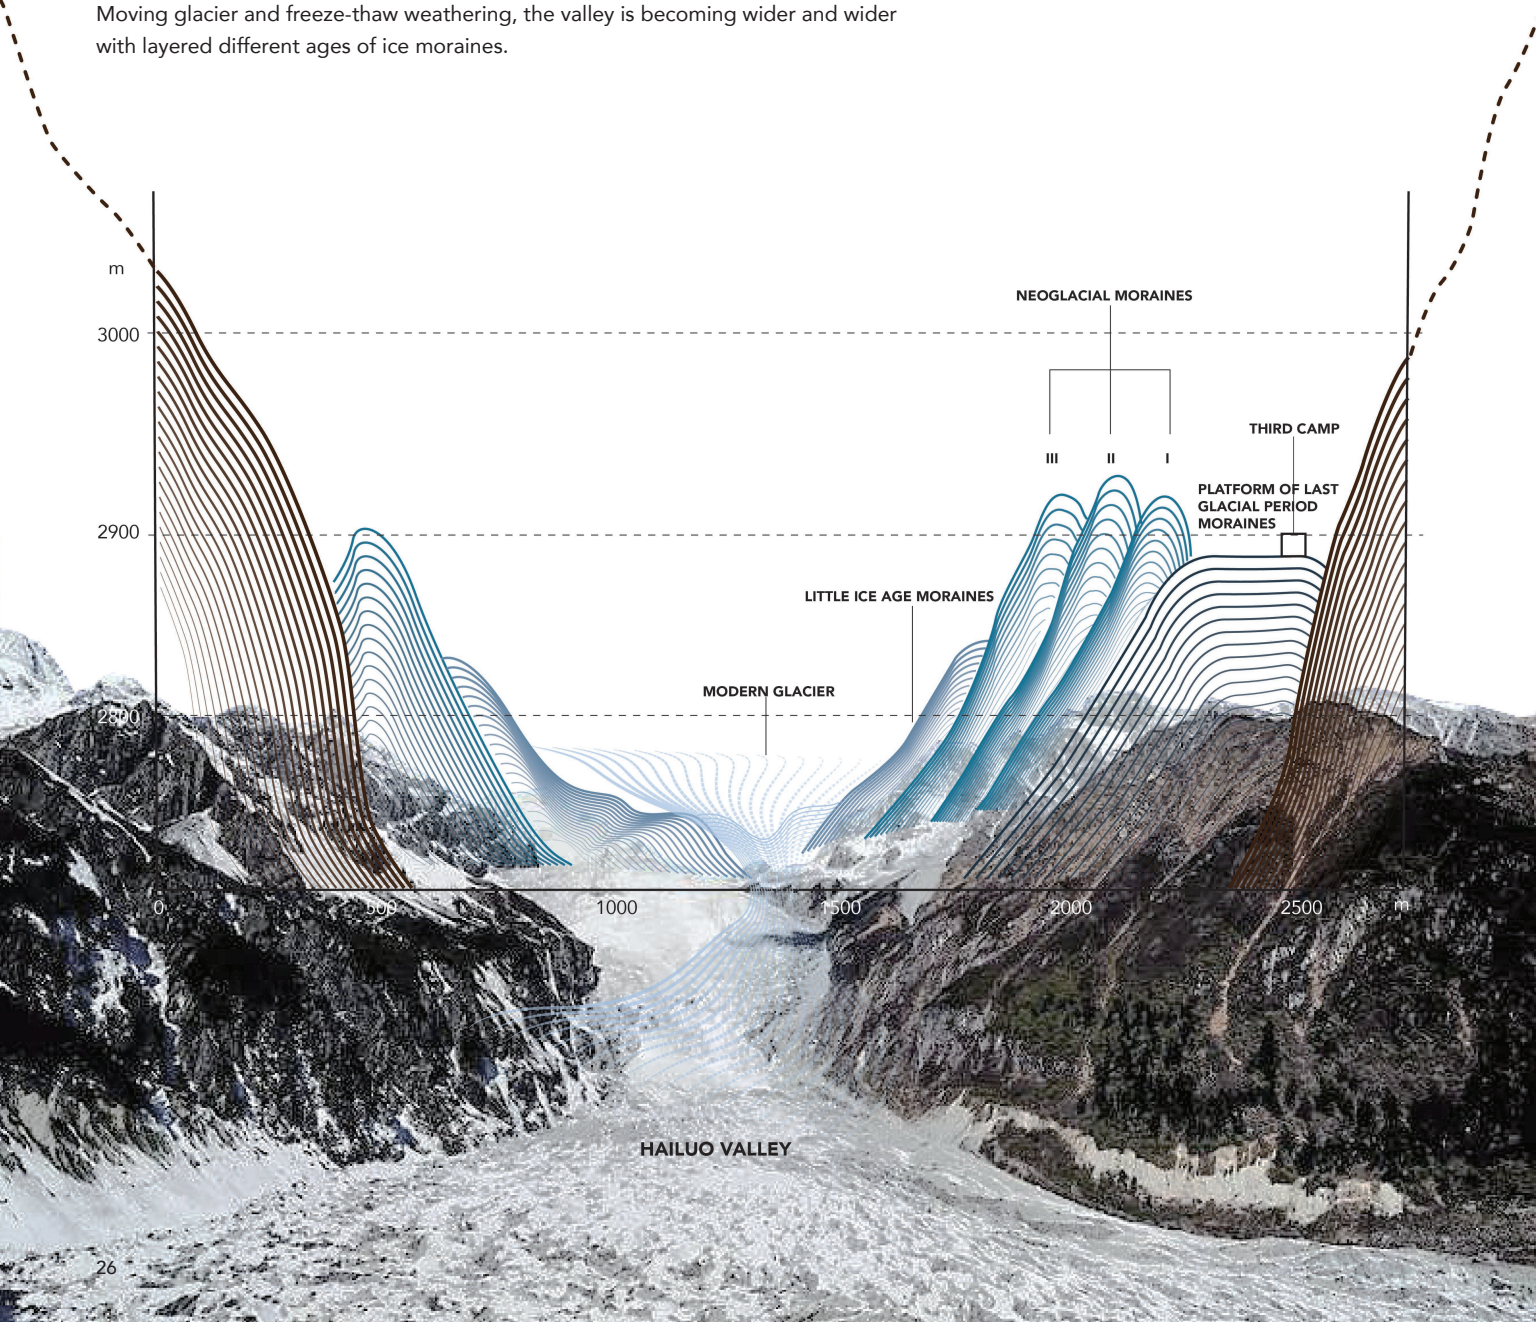 Moving glacier and freeze-thaw weathering, the valley is becoming wider and wider
with layered different ages of ice moraines.
m
3000
2900
2800
NEOGLACIAL MORAINES
III II I
THIRD CAMP
PLATFORM OF LAST
GLACIAL PERIOD
MORAINES
LITTLE ICE AGE MORAINES
MODERN GLACIER
0 500 1000 1500 2000 2500 m
HAILUO VALLEY
26